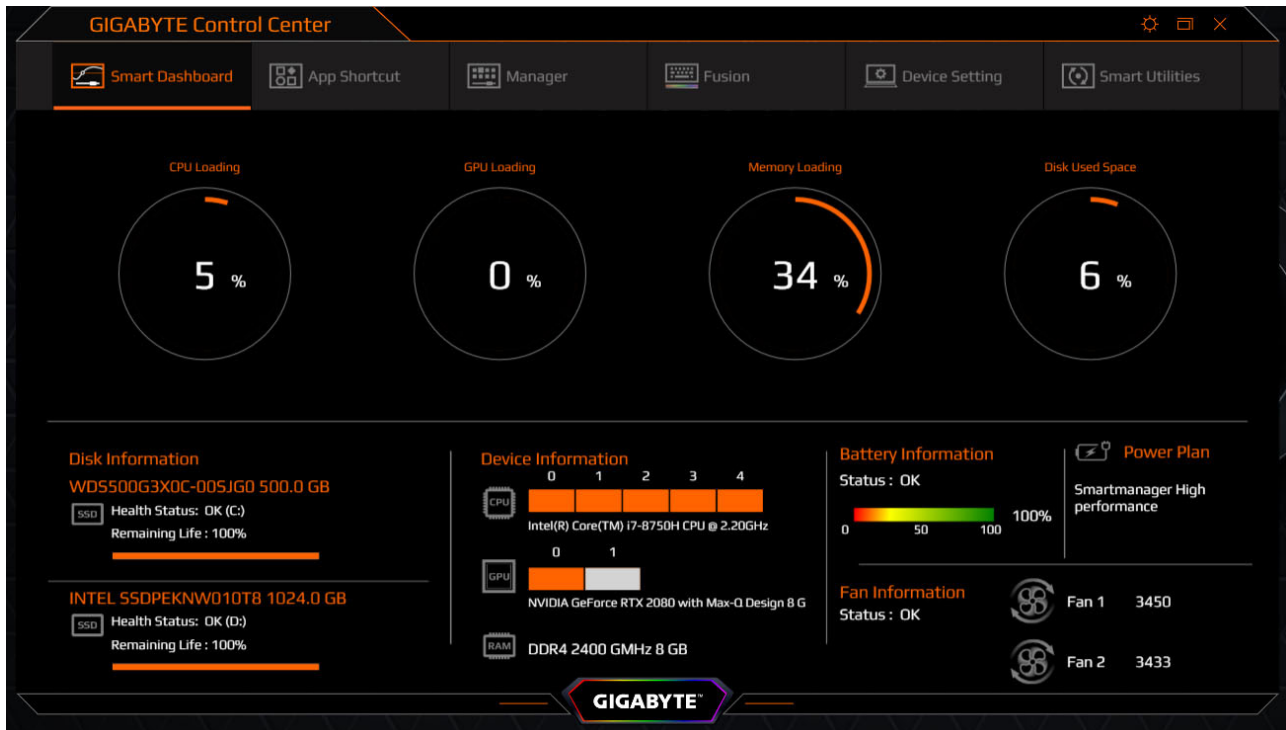 GIGABYTE Control Center
Smart Dashboard
App Shortcut
Manager
Fusion
Device Setting
Smart Utilities
CPU Loading
GPU Loading
Memory Loading
Disk Used Space
5 %
0 %
34 %
6 %
Disk Information
WDS500G3X0C-00SJG0 500.0 GB
SSD
Health Status: OK (C:)
Remaining Life : 100%
INTEL SSDPEKNW010T8 1024.0 GB
SSD
Health Status: OK (D:)
Remaining Life : 100%
Device Information
0 1 2 3 4
CPU
Intel(R) Core(TM) i7-8750H CPU @ 2.20GHz
0 1
GPU
NVIDIA GeForce RTX 2080 with Max-Q Design 8 G
RAM
DDR4 2400 GMHz 8 GB
Battery Information
Status : OK
100%
0 50 100
Power Plan
Smartmanager High
performance
Fan Information
Status : OK
Fan 1 3450
Fan 2 3433
GIGABYTE™